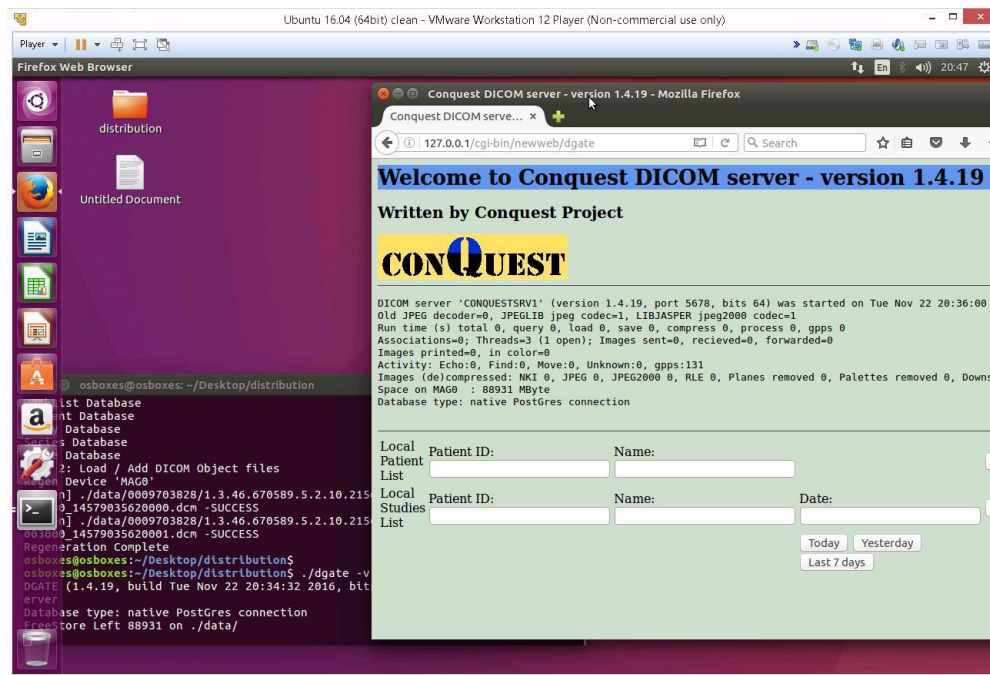 Ubuntu 16.04 (64bit) clean - VMware Workstation 12 Player (Non-commercial use only)
Player
Firefox Web Browser
En
20:47
distribution
Untitled Document
Conquest DICOM server - version 1.4.19 - Mozilla Firefox
Conquest DICOM serve... ×
127.0.0.1/cgi-bin/newweb/dgate
Search
Welcome to Conquest DICOM server - version 1.4.19
Written by Conquest Project
CONQUEST
DICOM server 'CONQUESTSRV1' (version 1.4.19, port 5678, bits 64) was started on Tue Nov 22 20:36:00
Old JPEG decoder=0, JPEGLIB jpeg codec=1, LIBJASPER jpeg2000 codec=1
Run time (s) total 0, query 0, load 0, save 0, compress 0, process 0, gpps 0
Associations=0; Threads=3 (1 open); Images sent=0, recieved=0, forwarded=0
Images printed=0, in color=0
Activity: Echo:0, Find:0, Move:0, Unknown:0, gpps:131
Images (de)compressed: NKI 0, JPEG 0, JPEG2000 0, RLE 0, Planes removed 0, Palettes removed 0, Downs
Space on MAG0 : 88931 MByte
Database type: native PostGres connection
Local Patient List
Patient ID:
Name:
Local Studies List
Patient ID:
Name:
Date:
Today
Yesterday
Last 7 days
osboxes@osboxes: ~/Desktop/distribution
ist Database
nt Database
Database
Series Database
Database
2: Load / Add DICOM Object files
Regen Device 'MAG0'
n] ./data/0009703828/1.3.46.670589.5.2.10.215
0_14579035620000.dcm -SUCCESS
n] ./data/0009703828/1.3.46.670589.5.2.10.215
003000_14579035620001.dcm -SUCCESS
Regeneration Complete
osboxes@osboxes:~/Desktop/distribution$
osboxes@osboxes:~/Desktop/distribution$ ./dgate -v
DGATE (1.4.19, build Tue Nov 22 20:34:32 2016, bit
erver
Database type: native PostGres connection
FreeStore Left 88931 on ./data/